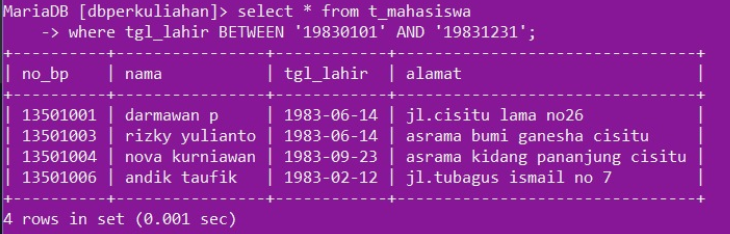 MariaDB [dbperkuliahan]> select * from t_mahasiswa
    -> where tgl_lahir BETWEEN '19830101' AND '19831231';
+----------+----------------+------------+-------------------------------+
| no_bp    | nama           | tgl_lahir  | alamat                        |
+----------+----------------+------------+-------------------------------+
| 13501001 | darmawan p     | 1983-06-14 | jl.cisitu lama no26           |
| 13501003 | rizky yulianto | 1983-06-14 | asrama bumi ganesha cisitu    |
| 13501004 | nova kurniawan | 1983-09-23 | asrama kidang pananjung cisitu |
| 13501006 | andik taufik   | 1983-02-12 | jl.tubagus ismail no 7        |
+----------+----------------+------------+-------------------------------+
4 rows in set (0.001 sec)